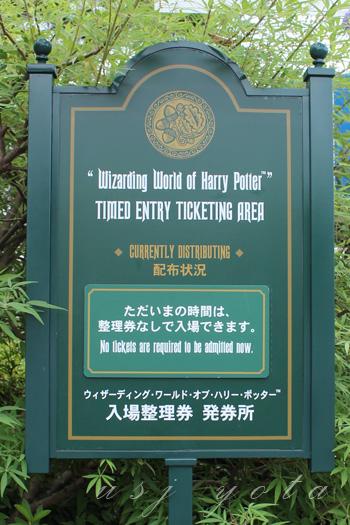 “Wizarding World of Harry Potter™”
TIMED ENTRY TICKETING AREA
CURRENTLY DISTRIBUTING
配布状況
ただいまの時間は、
整理券なしで入場できます。
No tickets are required to be admitted now.
ウィザーディング・ワールド・オブ・ハリー・ポッター™
入場整理券 発券所
usj yota